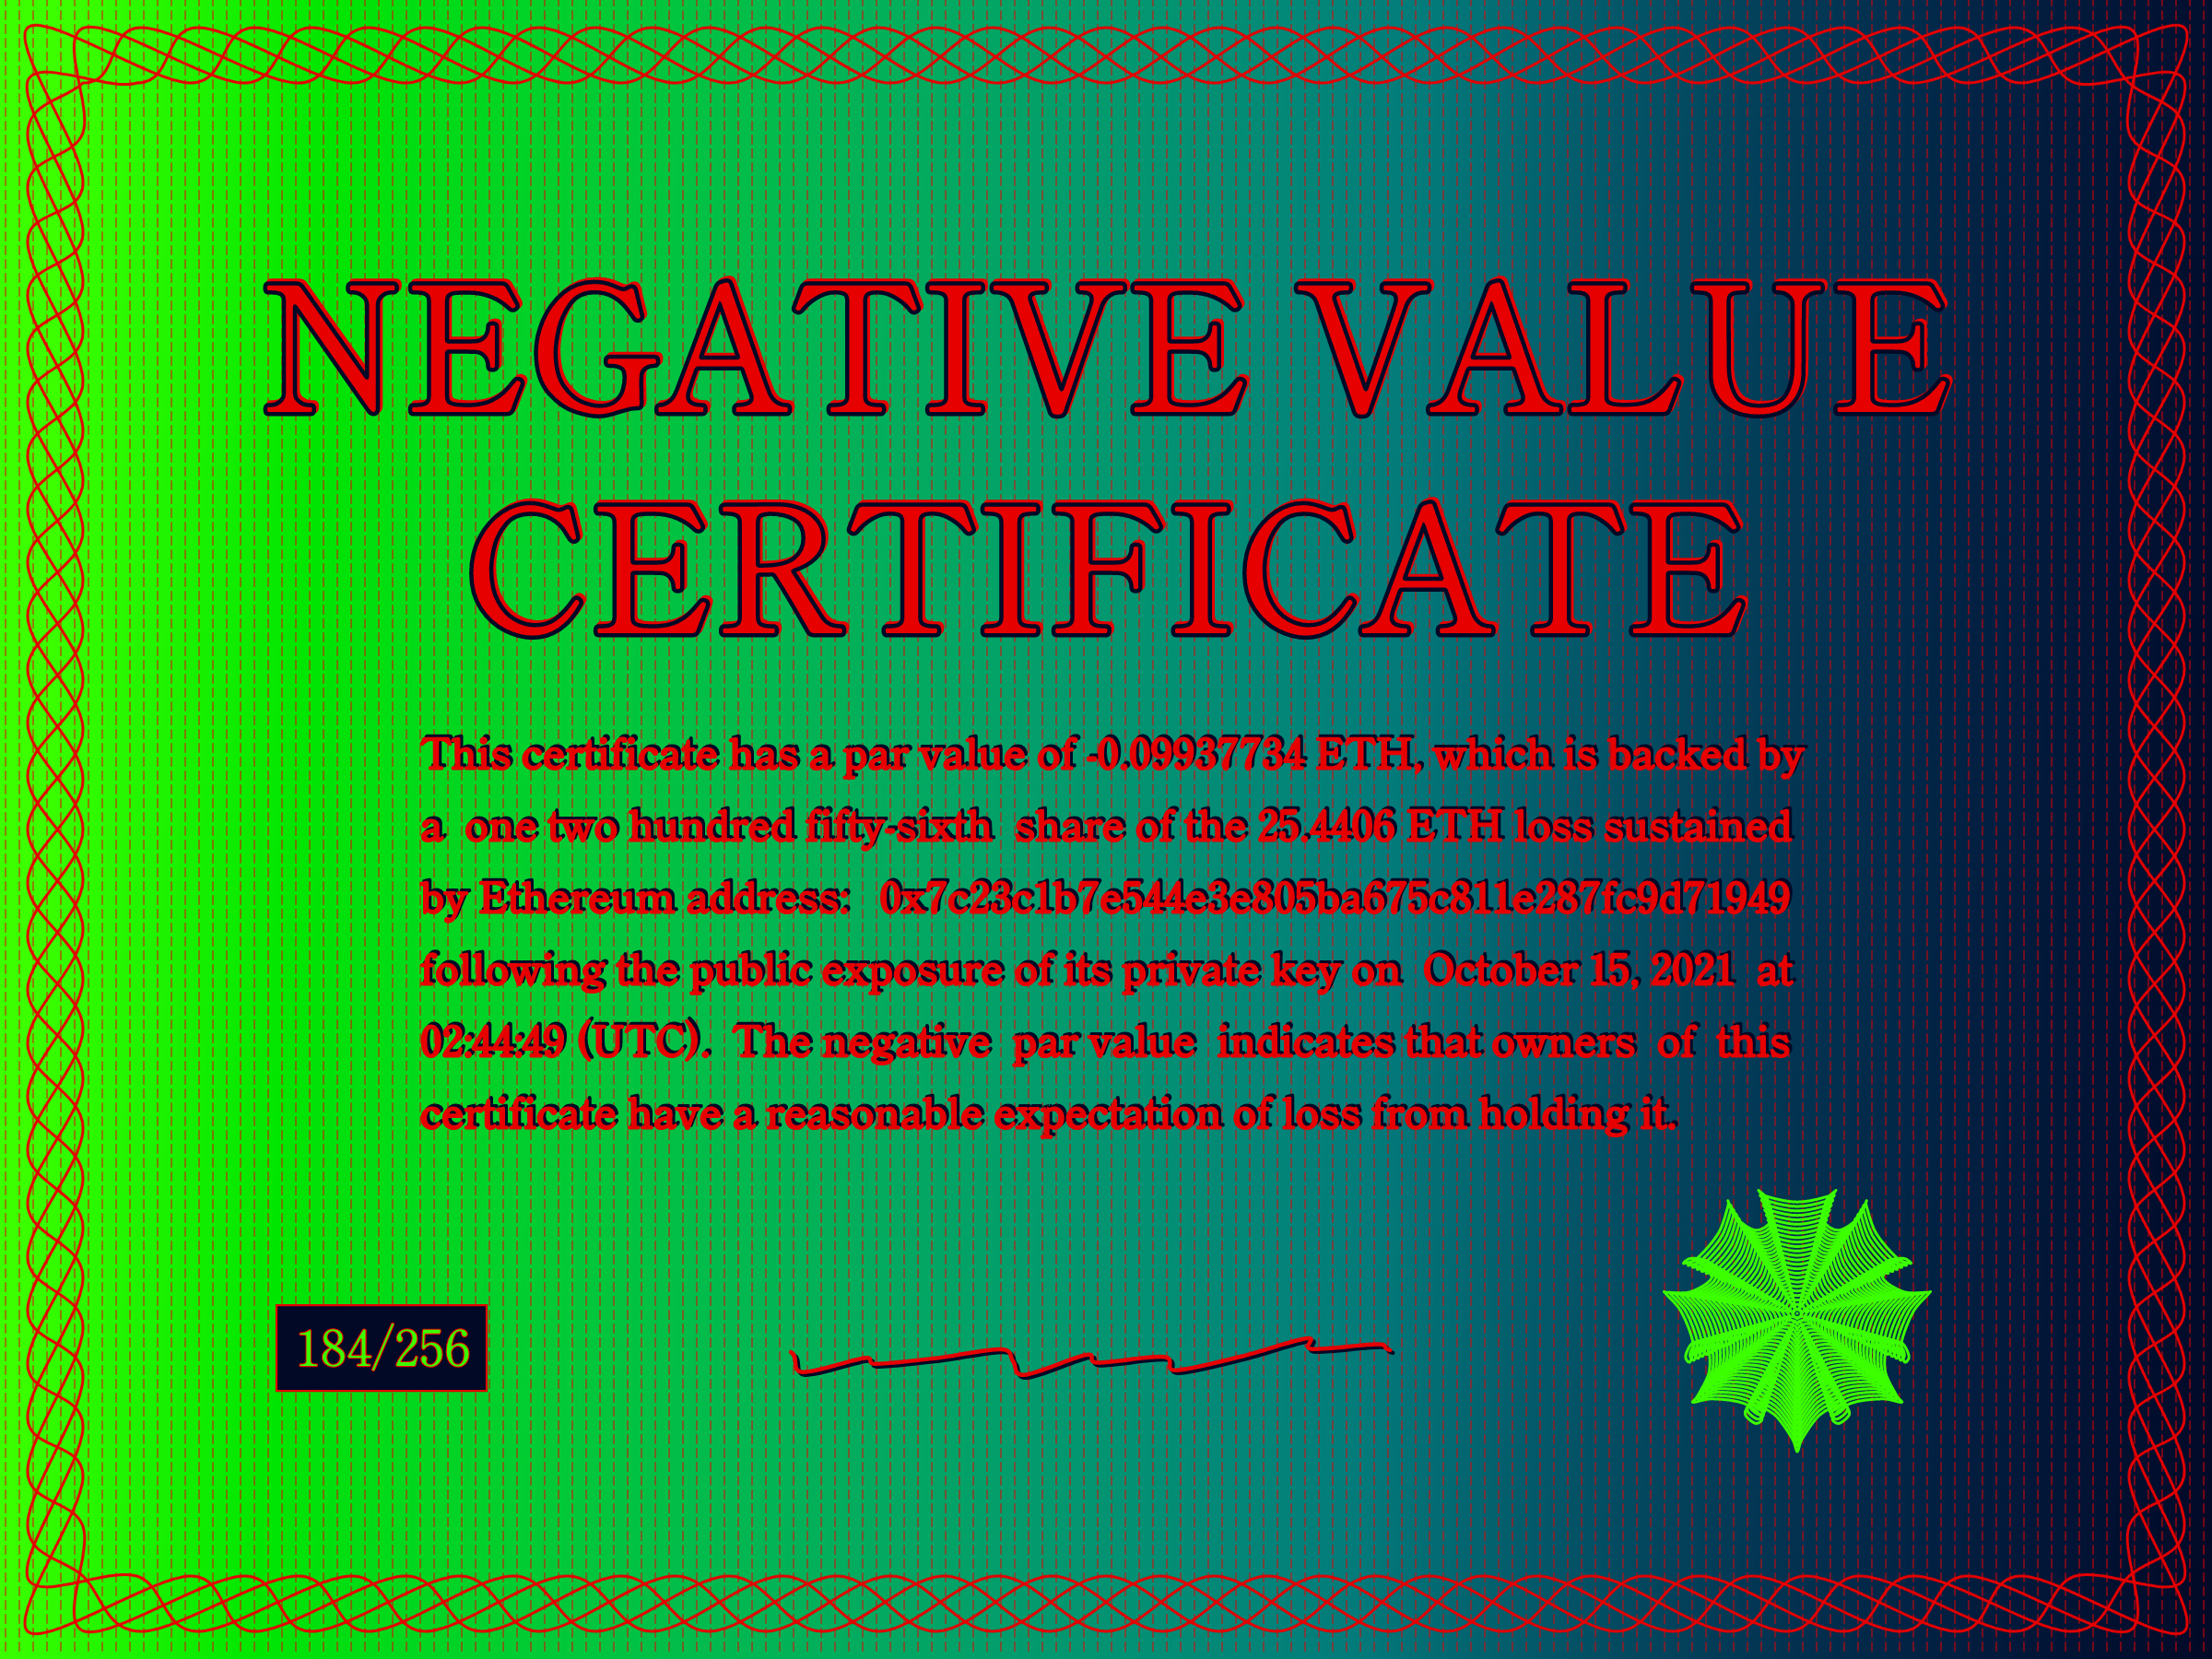 NEGATIVE VALUE
CERTIFICATE
This certificate has a par value of -0.09937734 ETH, which is backed by
a one two hundred fifty-sixth share of the 25.4406 ETH loss sustained
by Ethereum address: 0x7c23c1b7e544e3e805ba675c811e287fc9d71949
following the public exposure of its private key on October 15, 2021 at
02:44:49 (UTC). The negative par value indicates that owners of this
certificate have a reasonable expectation of loss from holding it.
184/256